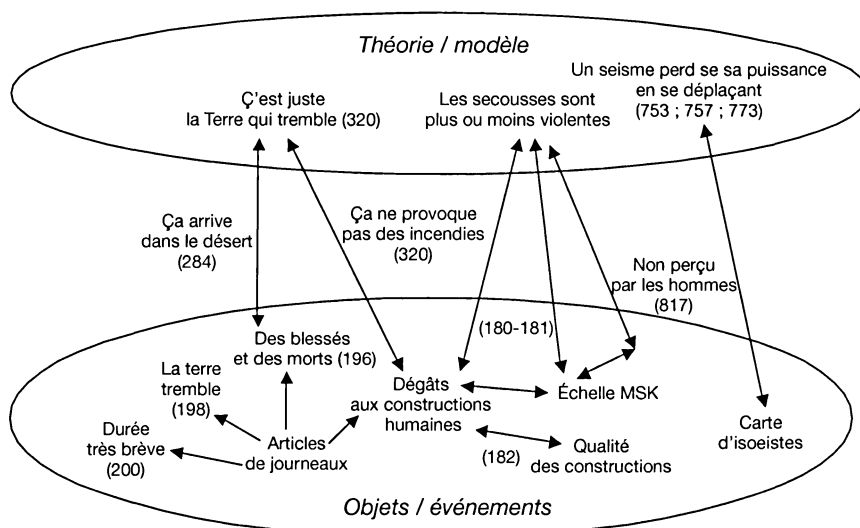 Théorie / modèle
Un seisme perd se sa puissance
en se déplaçant
(753 ; 757 ; 773)
Ç'est juste
la Terre qui tremble (320)
Les secousses sont
plus ou moins violentes
Ça arrive
dans le désert
(284)
Ça ne provoque
pas des incendies
(320)
Non perçu
par les hommes
(817)
(180-181)
Des blessés
et des morts (196)
La terre
tremble
(198)
Dégâts
aux constructions
humaines
Échelle MSK
Carte
d'isoeistes
Durée
très brève
(200)
Articles
de journeaux
(182)
Qualité
des constructions
Objets / événements